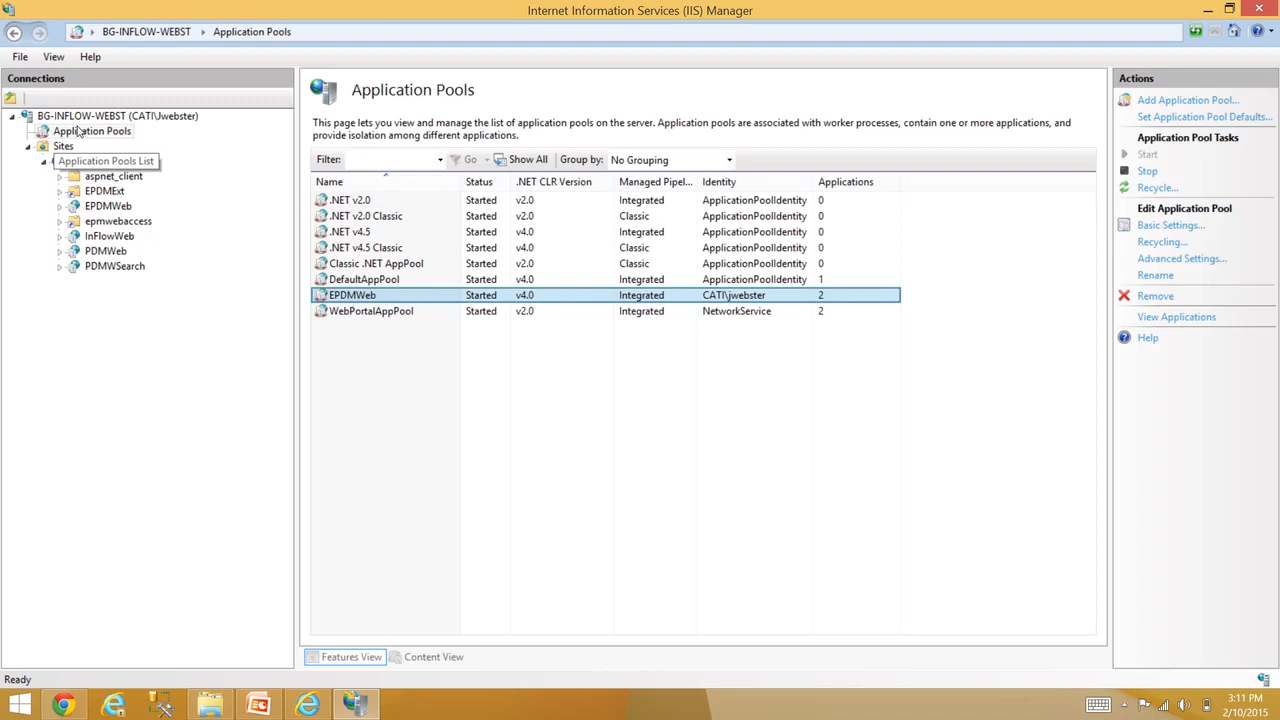 Internet Information Services (IIS) Manager
BG-INFLOW-WEBST
Application Pools
File View Help
Connections
BG-INFLOW-WEBST (CATI\Jwebster)
Application Pools
Sites
Application Pools List
aspnet_client
EPDMExt
EPDMWeb
epmwebaccess
InFlowWeb
PDMWeb
PDMWSearch
Application Pools
This page lets you view and manage the list of application pools on the server. Application pools are associated with worker processes, contain one or more applications, and
provide isolation among different applications.
Filter: Go Show All Group by: No Grouping
Name Status .NET CLR Version Managed Pipel... Identity Applications
.NET v2.0 Started v2.0 Integrated ApplicationPoolIdentity 0
.NET v2.0 Classic Started v2.0 Classic ApplicationPoolIdentity 0
.NET v4.5 Started v4.0 Integrated ApplicationPoolIdentity 0
.NET v4.5 Classic Started v4.0 Classic ApplicationPoolIdentity 0
Classic .NET AppPool Started v2.0 Classic ApplicationPoolIdentity 0
DefaultAppPool Started v4.0 Integrated ApplicationPoolIdentity 1
EPDMWeb Started v4.0 Integrated CATI\jwebster 2
WebPortalAppPool Started v2.0 Integrated NetworkService 2
Features View Content View
Actions
Add Application Pool...
Set Application Pool Defaults...
Application Pool Tasks
Start
Stop
Recycle...
Edit Application Pool
Basic Settings...
Recycling...
Advanced Settings...
Rename
Remove
View Applications
Help
Ready
3:11 PM
2/10/2015